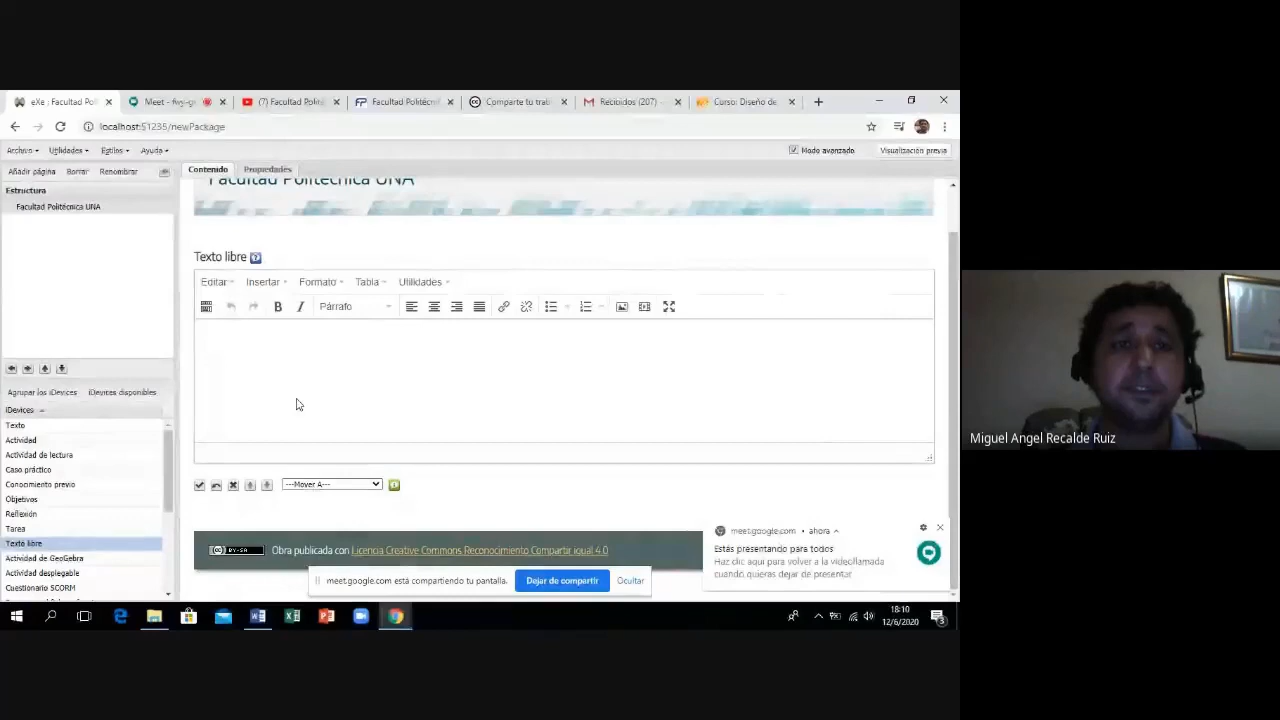 eXe : Facultad Pol
Meet - fwy-g
(?) Facultad Polité
Facultad Politécni
Comparte tu trab
Recibidos (207) -
Curso: Diseño de
localhost:51235/newPackage
Archivo Utilidades Estilos Ayuda
Modo avanzado
Visualización previa
Añadir página Borrar Renombrar
Contenido Propiedades
Estructura
Facultad Politécnica UNA
Facultad Politécnica UNA
Texto libre
Editar Insertar Formato Tabla Utilidades
B I Párrafo
---Mover A---
Agrupar los iDevices iDevices disponibles
iDevices
Texto
Actividad
Actividad de lectura
Caso práctico
Conocimiento previo
Objetivos
Reflexión
Tarea
Texto libre
Actividad de GeoGebra
Actividad desplegable
Cuestionario SCORM
BY-SA Obra publicada con Licencia Creative Commons Reconocimiento Compartir igual 4.0
meet.google.com • ahora
Estás presentando para todos
Haz clic aquí para volver a la videollamada
cuando quieras dejar de presentar
meet.google.com está compartiendo tu pantalla. Dejar de compartir Ocultar
18:10
12/6/2020
3
Miguel Angel Recalde Ruiz